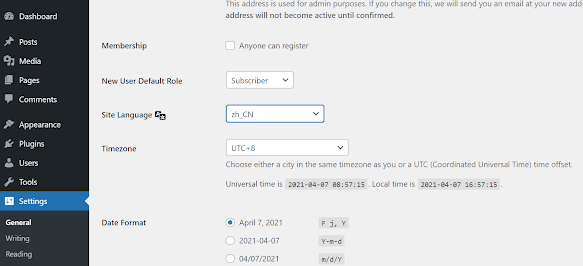 Dashboard
Posts
Media
Pages
Comments
Appearance
Plugins
Users
Tools
Settings
General
Writing
Reading
This address is used for admin purposes. If you change this, we will send you an email at your new
address will not become active until confirmed.
Membership
Anyone can register
New User Default Role
Subscriber
Site Language
zh_CN
Timezone
UTC+8
Choose either a city in the same timezone as you or a UTC (Coordinated Universal Time) time offset.
Universal time is 2021-04-07 08:57:15 . Local time is 2021-04-07 16:57:15 .
Date Format
April 7, 2021 F j, Y
2021-04-07 Y-m-d
04/07/2021 m/d/Y